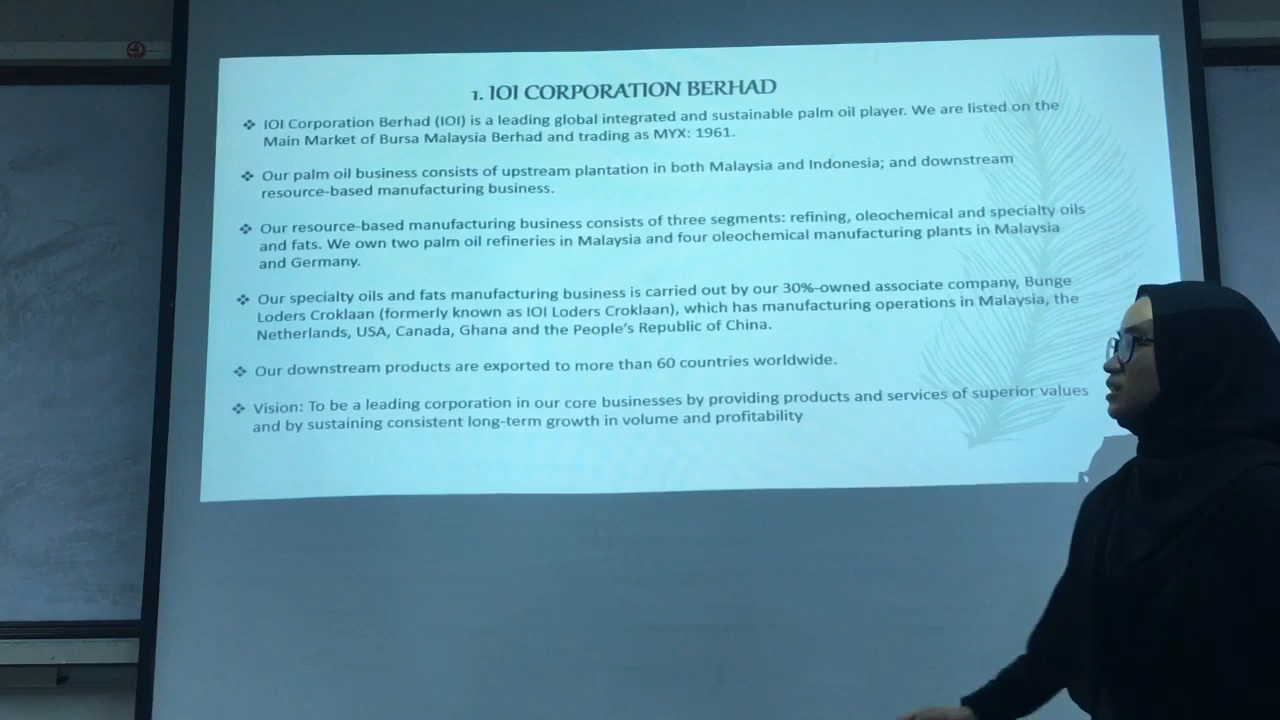 1. IOI CORPORATION BERHAD
❖ IOI Corporation Berhad (IOI) is a leading global integrated and sustainable palm oil player. We are listed on the
Main Market of Bursa Malaysia Berhad and trading as MYX: 1961.
❖ Our palm oil business consists of upstream plantation in both Malaysia and Indonesia; and downstream
resource-based manufacturing business.
❖ Our resource-based manufacturing business consists of three segments: refining, oleochemical and specialty oils
and fats. We own two palm oil refineries in Malaysia and four oleochemical manufacturing plants in Malaysia
and Germany.
❖ Our specialty oils and fats manufacturing business is carried out by our 30%-owned associate company, Bunge
Loders Croklaan (formerly known as IOI Loders Croklaan), which has manufacturing operations in Malaysia, the
Netherlands, USA, Canada, Ghana and the People's Republic of China.
❖ Our downstream products are exported to more than 60 countries worldwide.
❖ Vision: To be a leading corporation in our core businesses by providing products and services of superior values
and by sustaining consistent long-term growth in volume and profitability